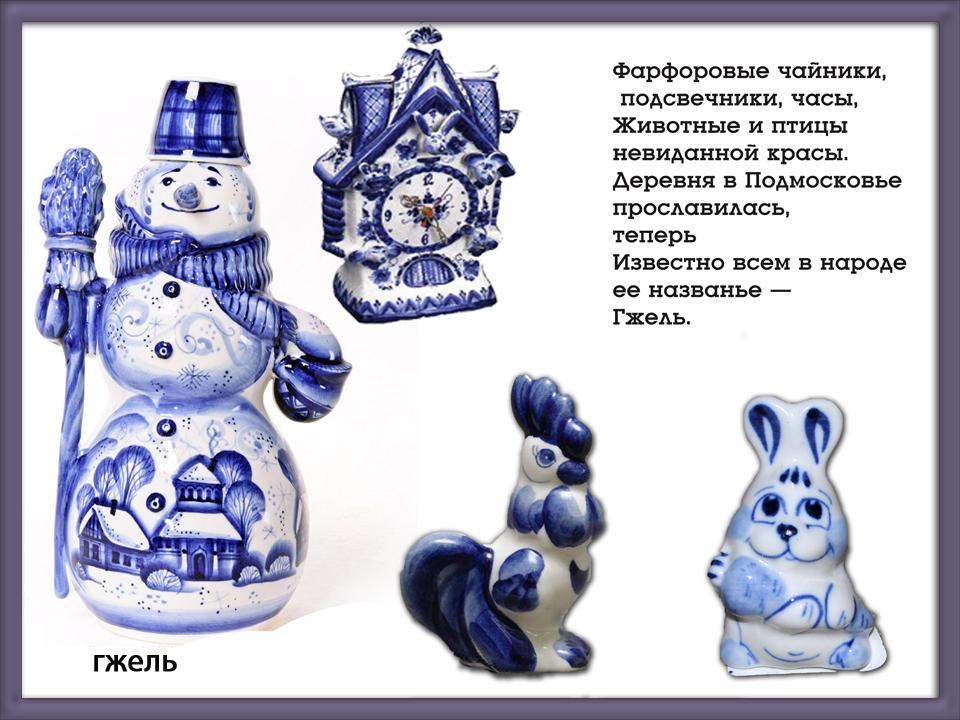 Фарфоровые чайники,
подсвечники, часы,
Животные и птицы
невиданной красы.
Деревня в Подмосковье
прославилась,
теперь
Известно всем в народе
ее названье —
Гжель.
гжель